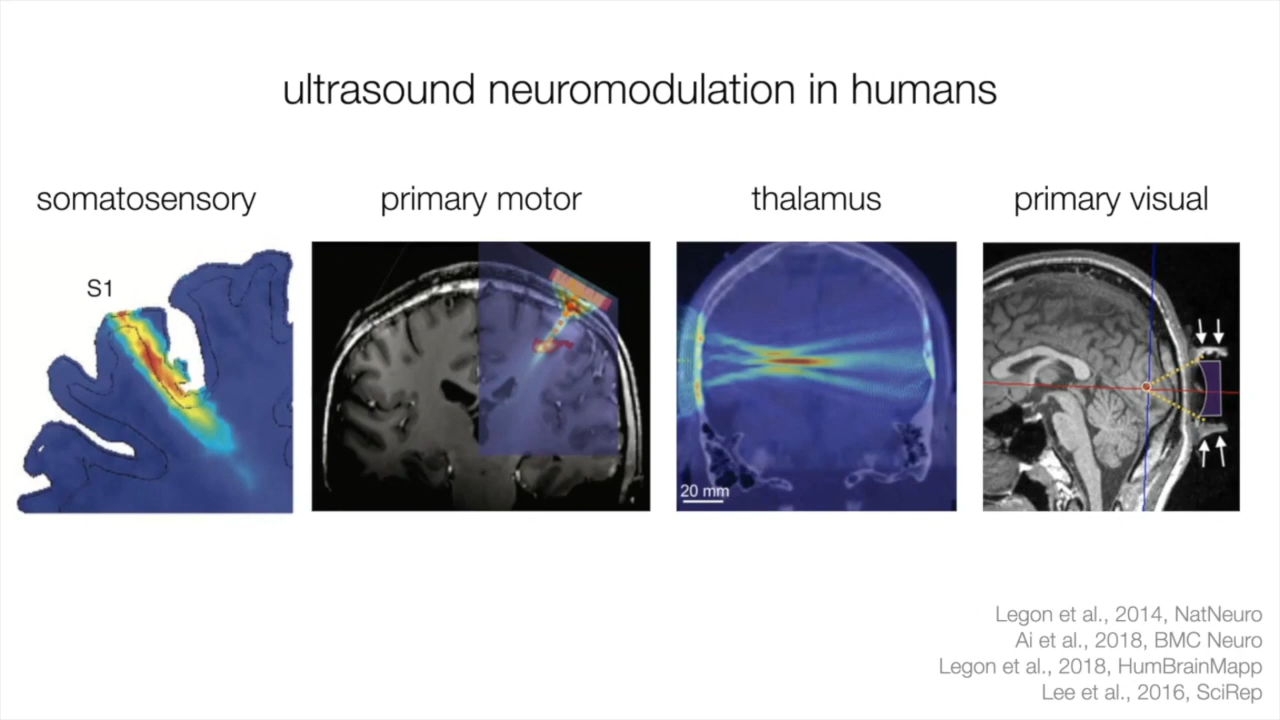 ultrasound neuromodulation in humans
somatosensory
primary motor
thalamus
primary visual
S1
20 mm
Legon et al., 2014, NatNeuro
Ai et al., 2018, BMC Neuro
Legon et al., 2018, HumBrainMapp
Lee et al., 2016, SciRep